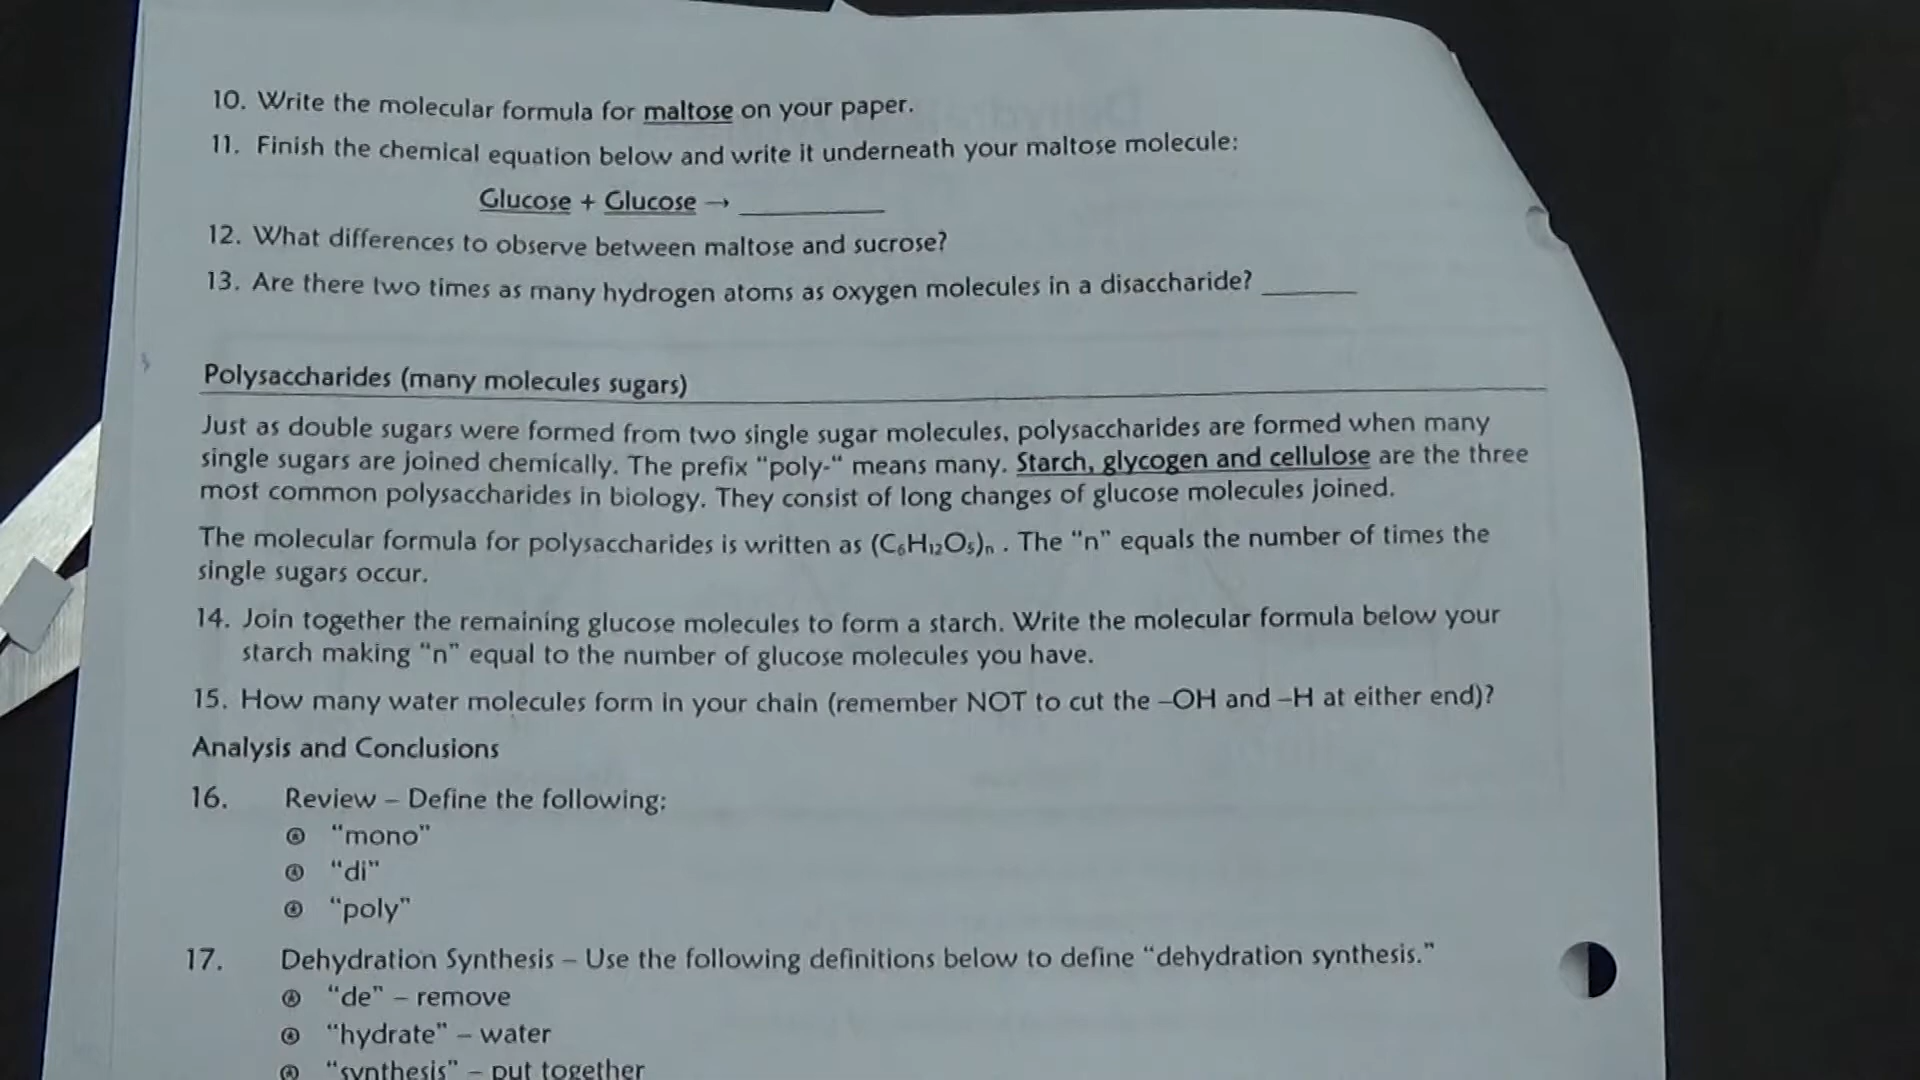 10. Write the molecular formula for maltose on your paper.
11. Finish the chemical equation below and write it underneath your maltose molecule:
Glucose + Glucose → __________
12. What differences to observe between maltose and sucrose?
13. Are there two times as many hydrogen atoms as oxygen molecules in a disaccharide? ______
Polysaccharides (many molecules sugars)
Just as double sugars were formed from two single sugar molecules, polysaccharides are formed when many
single sugars are joined chemically. The prefix “poly-“ means many. Starch, glycogen and cellulose are the three
most common polysaccharides in biology. They consist of long changes of glucose molecules joined.
The molecular formula for polysaccharides is written as (C₆H₁₂O₅)ₙ . The “n” equals the number of times the
single sugars occur.
14. Join together the remaining glucose molecules to form a starch. Write the molecular formula below your
starch making “n” equal to the number of glucose molecules you have.
15. How many water molecules form in your chain (remember NOT to cut the –OH and –H at either end)?
Analysis and Conclusions
16. Review – Define the following:
“mono”
“di”
“poly”
17. Dehydration Synthesis – Use the following definitions below to define “dehydration synthesis.”
“de” – remove
“hydrate” – water
“synthesis” – put together